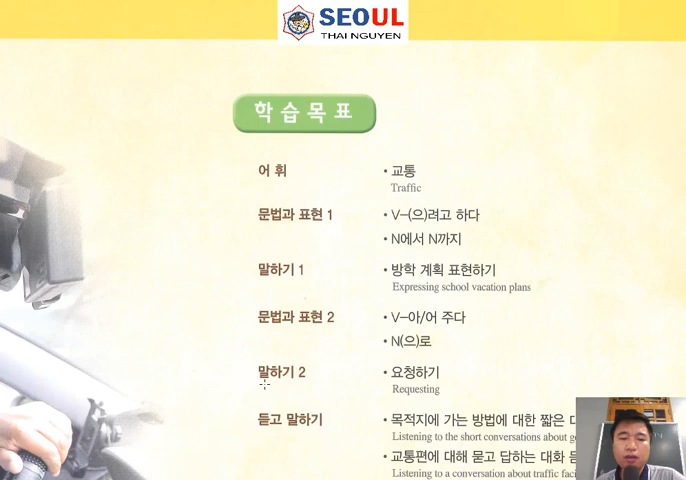 SEOUL
THAI NGUYEN
학습목표
어 휘
• 교통
Traffic
문법과 표현 1
• V-(으)려고 하다
• N에서 N까지
말하기 1
• 방학 계획 표현하기
Expressing school vacation plans
문법과 표현 2
• V-아/어 주다
• N(으)로
말하기 2
• 요청하기
Requesting
듣고 말하기
• 목적지에 가는 방법에 대한 짧은
Listening to the short conversations about
• 교통편에 대해 묻고 답하는 대화
Listening to a conversation about traffic